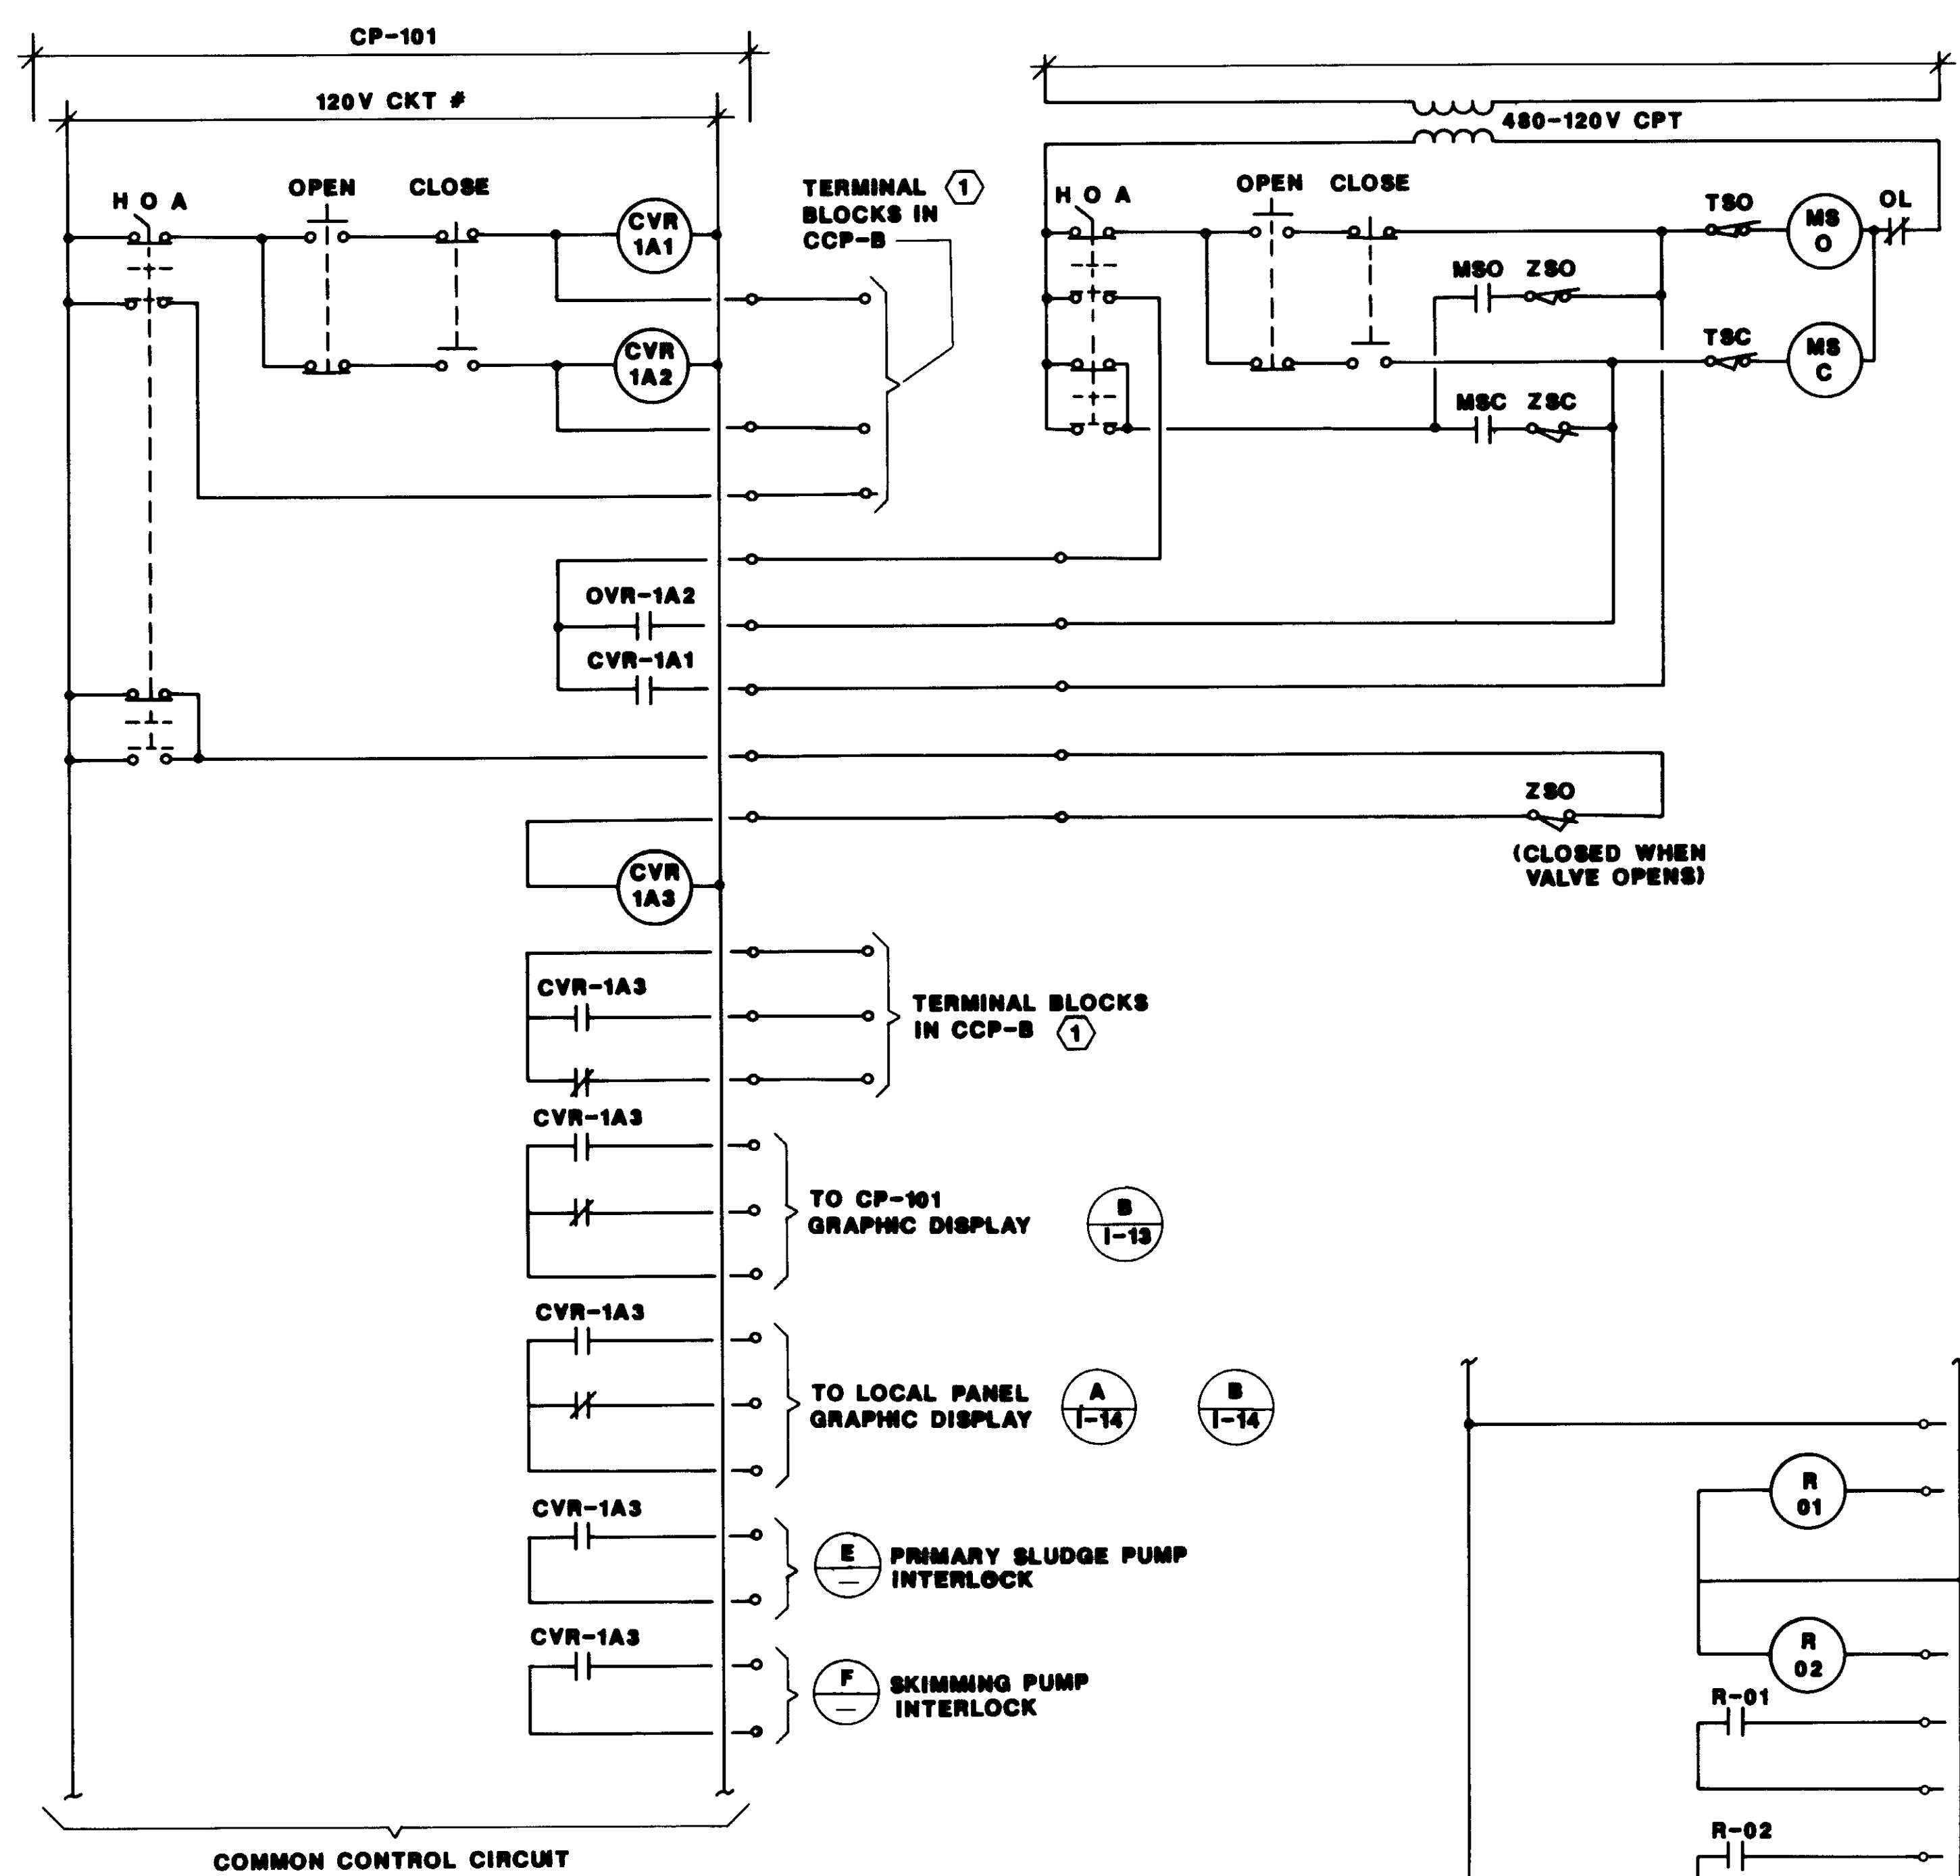 CP-101
120V CKT #
H O A
OPEN
CLOSE
CVR
1A1
CVR
1A2
TERMINAL 1
BLOCKS IN
CCP-B
480-120V CPT
H O A
OPEN CLOSE
TSO
MS
O
OL
MSO ZSO
TSC
MS
C
MSC ZSC
OVR-1A2
CVR-1A1
ZSO
(CLOSED WHEN
VALVE OPENS)
CVR
1A3
CVR-1A3
TERMINAL BLOCKS
IN CCP-B 1
CVR-1A3
TO CP-101
GRAPHIC DISPLAY
B
I-13
CVR-1A3
TO LOCAL PANEL
GRAPHIC DISPLAY
A
I-14
B
I-14
CVR-1A3
E
—
PRIMARY SLUDGE PUMP
INTERLOCK
CVR-1A3
F
—
SKIMMING PUMP
INTERLOCK
R
01
R
02
R-01
R-02
COMMON CONTROL CIRCUIT